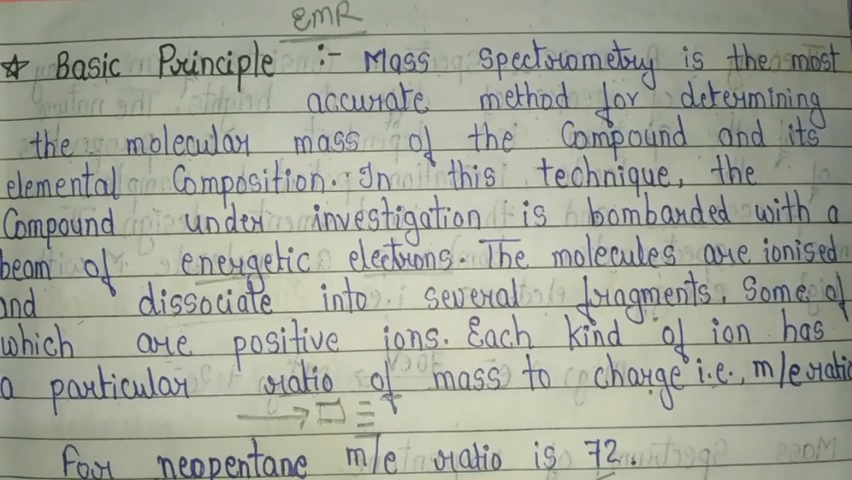 EMR
☆ Basic Principle :- Mass Spectrometry is the most
accurate method for determining
the molecular mass of the Compound and its
elemental Composition. In this technique, the
Compound under investigation is bombarded with a
beam of energetic electrons. The molecules are ionised
and dissociate into several fragments, Some of
which are positive ions. Each kind of ion has
a particular ratio of mass to charge i.e., m/e ratio
For neopentane m/e ratio is 72.